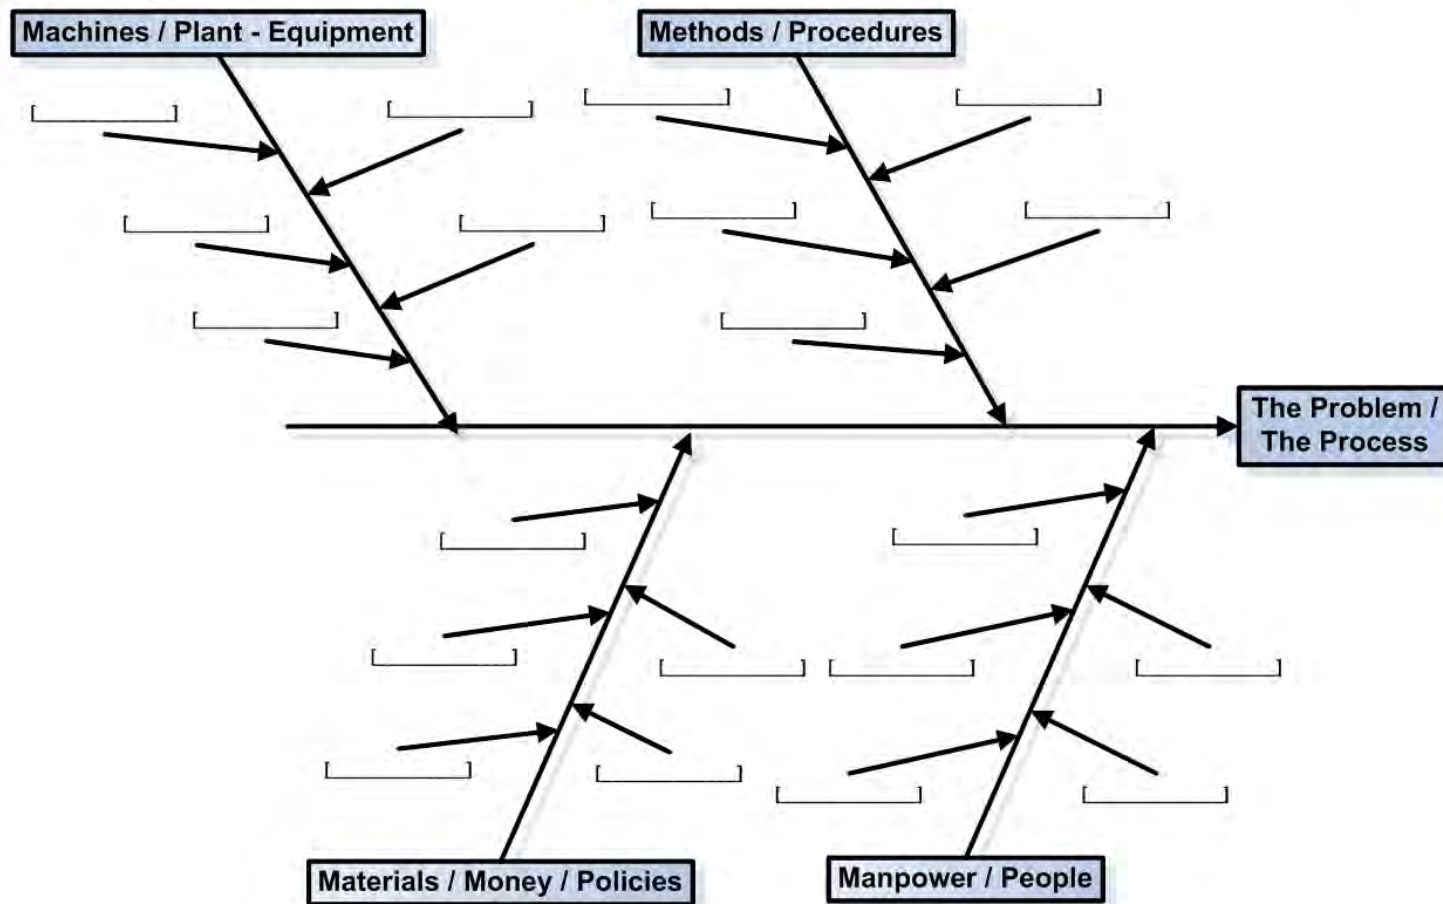 Machines / Plant - Equipment
Methods / Procedures
The Problem /
The Process
Materials / Money / Policies
Manpower / People